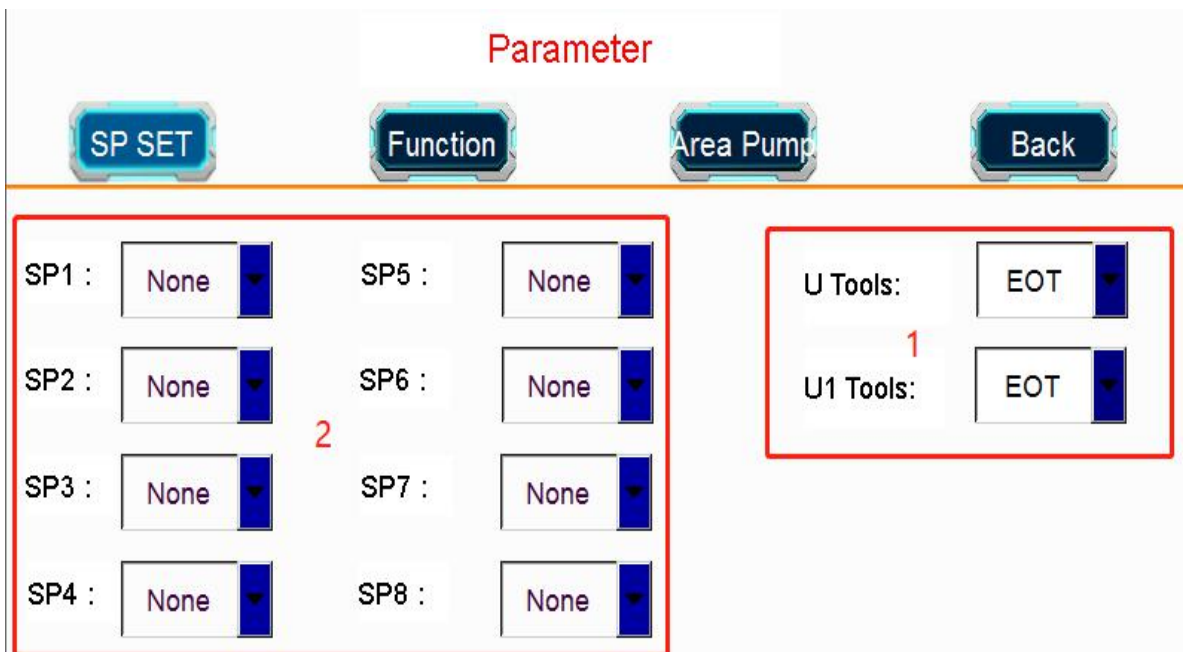 Parameter
SP SET Function Area Pump Back
SP1 : None SP5 : None U Tools: EOT
1
SP2 : None SP6 : None U1 Tools: EOT
2
SP3 : None SP7 : None
SP4 : None SP8 : None